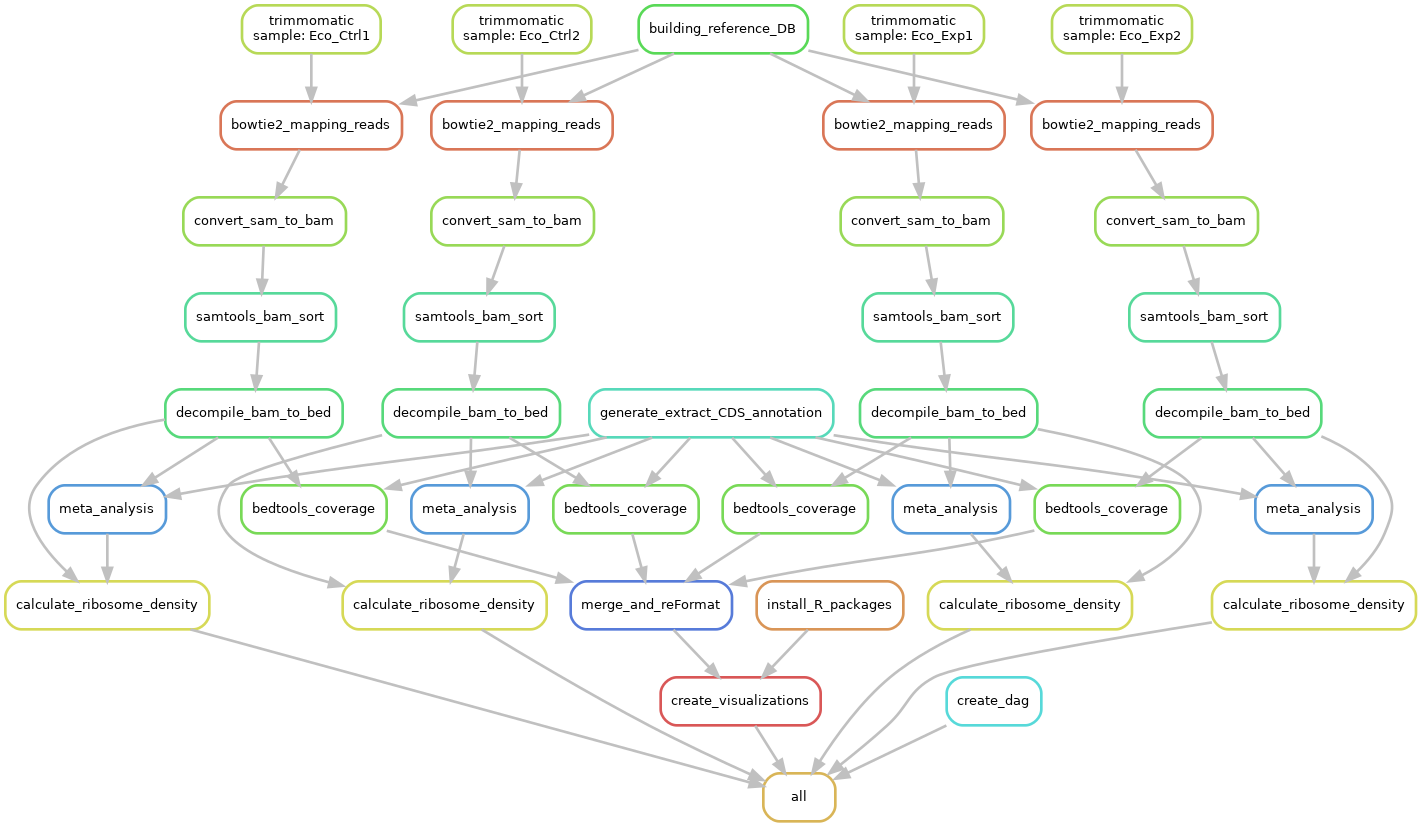 trimmomatic
sample: Eco_Ctrl1
trimmomatic
sample: Eco_Ctrl2
building_reference_DB
trimmomatic
sample: Eco_Exp1
trimmomatic
sample: Eco_Exp2
bowtie2_mapping_reads
bowtie2_mapping_reads
bowtie2_mapping_reads
bowtie2_mapping_reads
convert_sam_to_bam
convert_sam_to_bam
convert_sam_to_bam
convert_sam_to_bam
samtools_bam_sort
samtools_bam_sort
samtools_bam_sort
samtools_bam_sort
decompile_bam_to_bed
decompile_bam_to_bed
generate_extract_CDS_annotation
decompile_bam_to_bed
decompile_bam_to_bed
meta_analysis
bedtools_coverage
meta_analysis
bedtools_coverage
bedtools_coverage
meta_analysis
bedtools_coverage
meta_analysis
calculate_ribosome_density
calculate_ribosome_density
merge_and_reFormat
install_R_packages
calculate_ribosome_density
calculate_ribosome_density
create_visualizations
create_dag
all